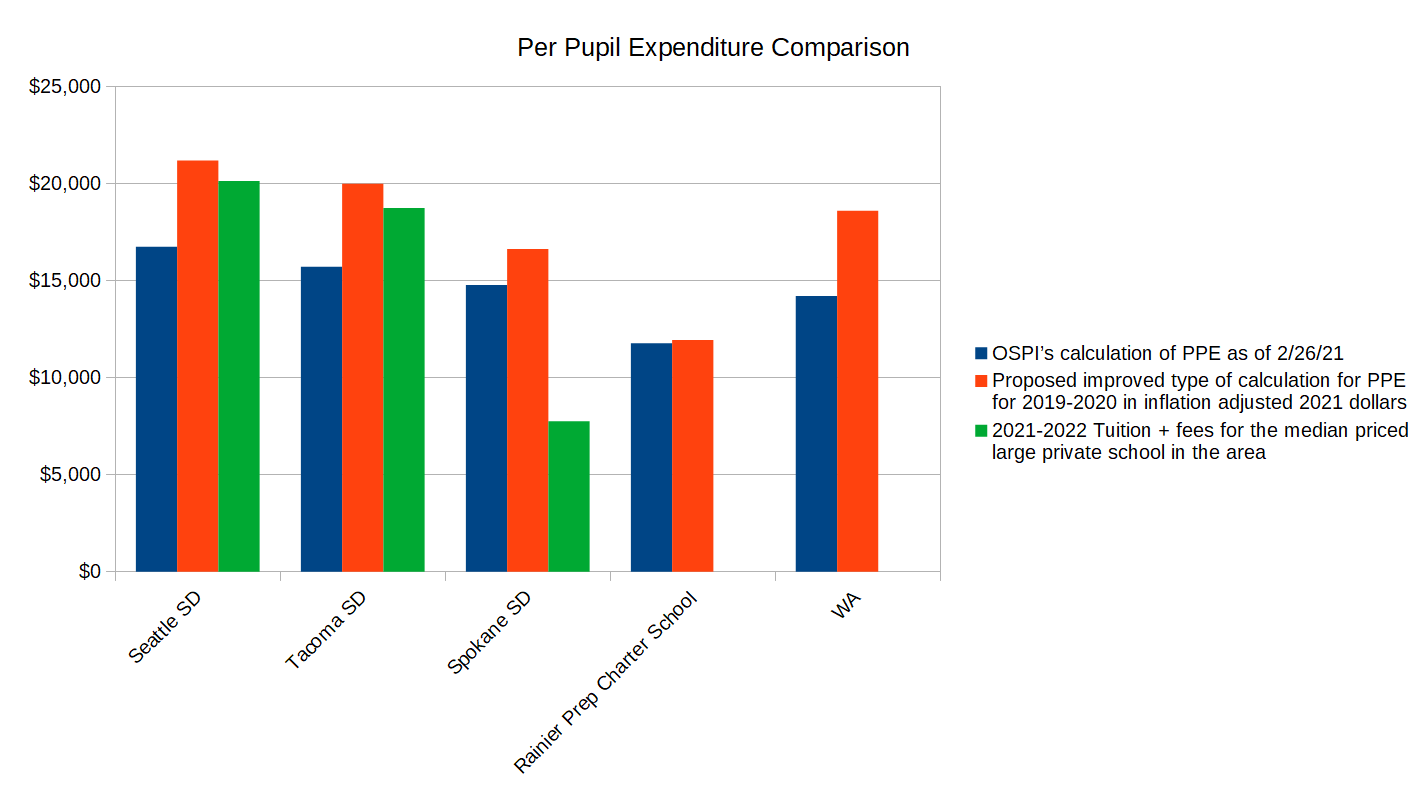 Per Pupil Expenditure Comparison
$25,000
$20,000
$15,000
$10,000
$5,000
$0
Seattle SD
Tacoma SD
Spokane SD
Rainier Prep Charter School
WA
OSPI’s calculation of PPE as of 2/26/21
Proposed improved type of calculation for PPE
for 2019-2020 in inflation adjusted 2021 dollars
2021-2022 Tuition + fees for the median priced
large private school in the area